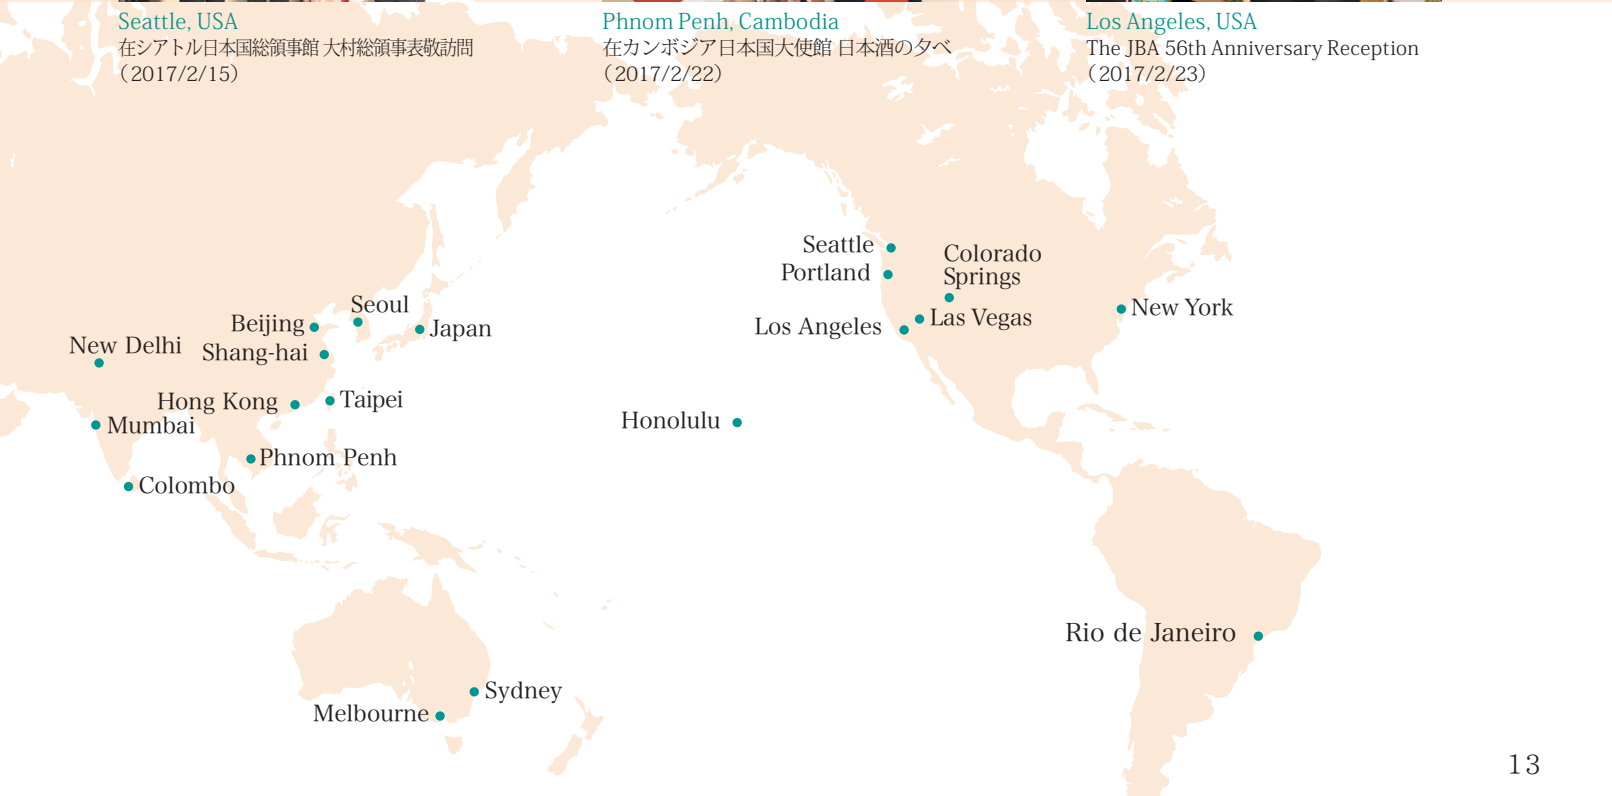 Seattle, USA
在シアトル日本国総領事館 大村総領事表敬訪問
（2017/2/15）
Phnom Penh, Cambodia
在カンボジア日本国大使館 日本酒の夕べ
（2017/2/22）
Los Angeles, USA
The JBA 56th Anniversary Reception
（2017/2/23）
Seattle
Portland
Colorado
Springs
Los Angeles
Las Vegas
New York
Seoul
Beijing
Japan
New Delhi
Shang-hai
Hong Kong
Taipei
Mumbai
Honolulu
Phnom Penh
Colombo
Rio de Janeiro
Sydney
Melbourne
13